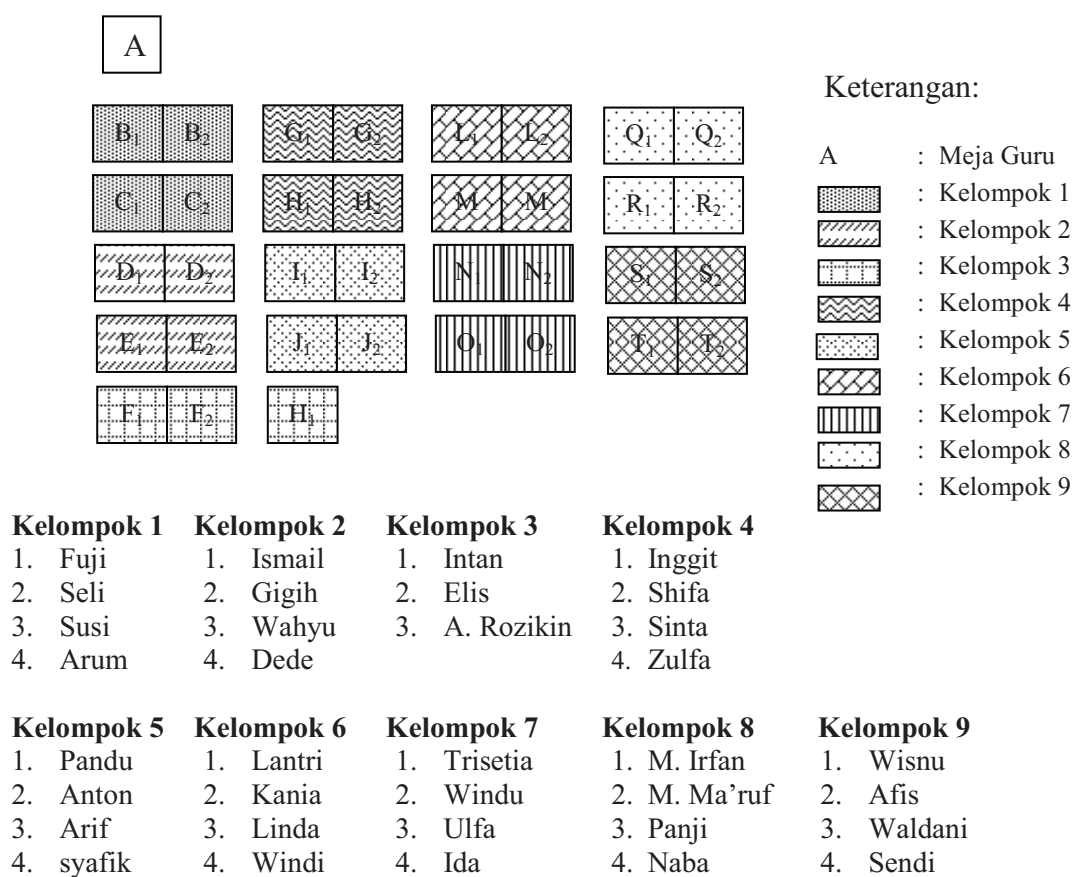 A
Keterangan:
B₁ B₂ G₁ G₂ L₁ L₂ Q₁ Q₂
C₁ C₂ H₁ H₂ M M R₁ R₂
D₁ D₂ I₁ I₂ N₁ N₂ S₁ S₂
E₁ E₂ J₁ J₂ O₁ O₂ T₁ T₂
F₁ F₂ H₁
A : Meja Guru
: Kelompok 1
: Kelompok 2
: Kelompok 3
: Kelompok 4
: Kelompok 5
: Kelompok 6
: Kelompok 7
: Kelompok 8
: Kelompok 9
Kelompok 1 Kelompok 2 Kelompok 3 Kelompok 4
1. Fuji 1. Ismail 1. Intan 1. Inggit
2. Seli 2. Gigih 2. Elis 2. Shifa
3. Susi 3. Wahyu 3. A. Rozikin 3. Sinta
4. Arum 4. Dede 4. Zulfa
Kelompok 5 Kelompok 6 Kelompok 7 Kelompok 8 Kelompok 9
1. Pandu 1. Lantri 1. Trisetia 1. M. Irfan 1. Wisnu
2. Anton 2. Kania 2. Windu 2. M. Ma’ruf 2. Afis
3. Arif 3. Linda 3. Ulfa 3. Panji 3. Waldani
4. syafik 4. Windi 4. Ida 4. Naba 4. Sendi